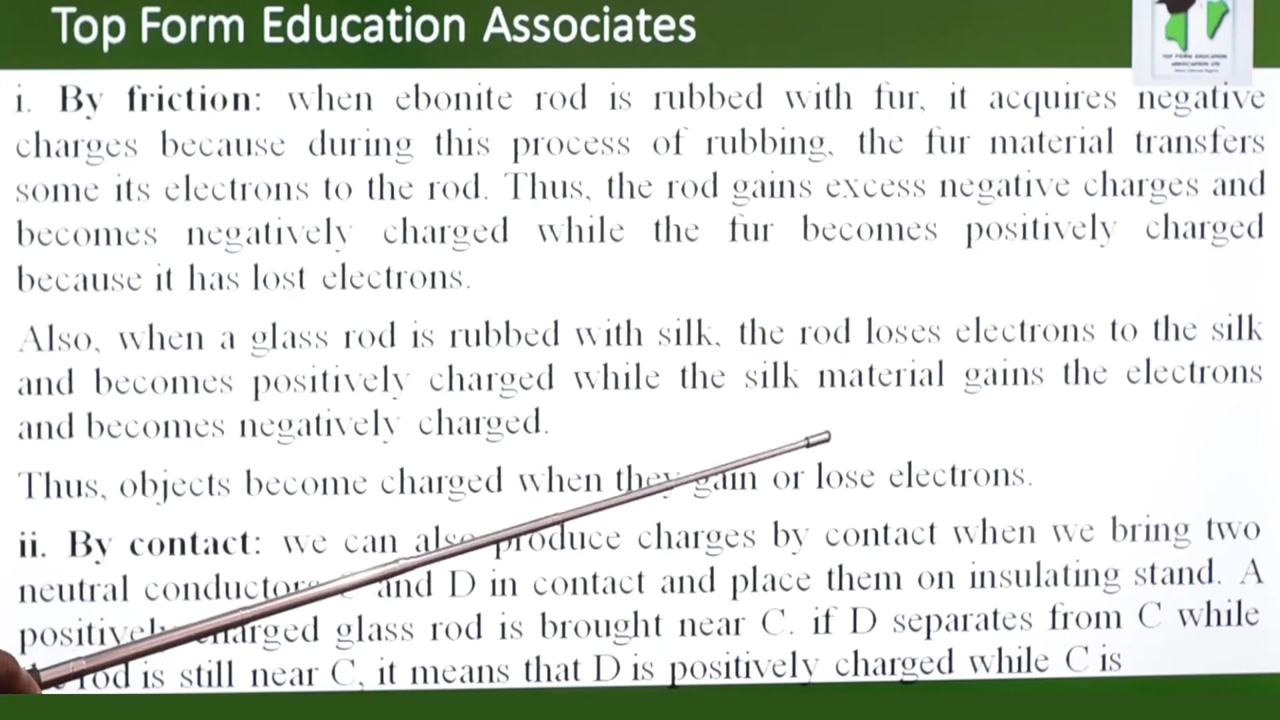 Top Form Education Associates
TOP FORM EDUCATION
ASSOCIATION LTD
i. By friction: when ebonite rod is rubbed with fur, it acquires negative
charges because during this process of rubbing, the fur material transfers
some its electrons to the rod. Thus, the rod gains excess negative charges and
becomes negatively charged while the fur becomes positively charged
because it has lost electrons.
Also, when a glass rod is rubbed with silk, the rod loses electrons to the silk
and becomes positively charged while the silk material gains the electrons
and becomes negatively charged.
Thus, objects become charged when they gain or lose electrons.
ii. By contact: we can also produce charges by contact when we bring two
neutral conductors and D in contact and place them on insulating stand. A
positively charged glass rod is brought near C. if D separates from C while
rod is still near C, it means that D is positively charged while C is